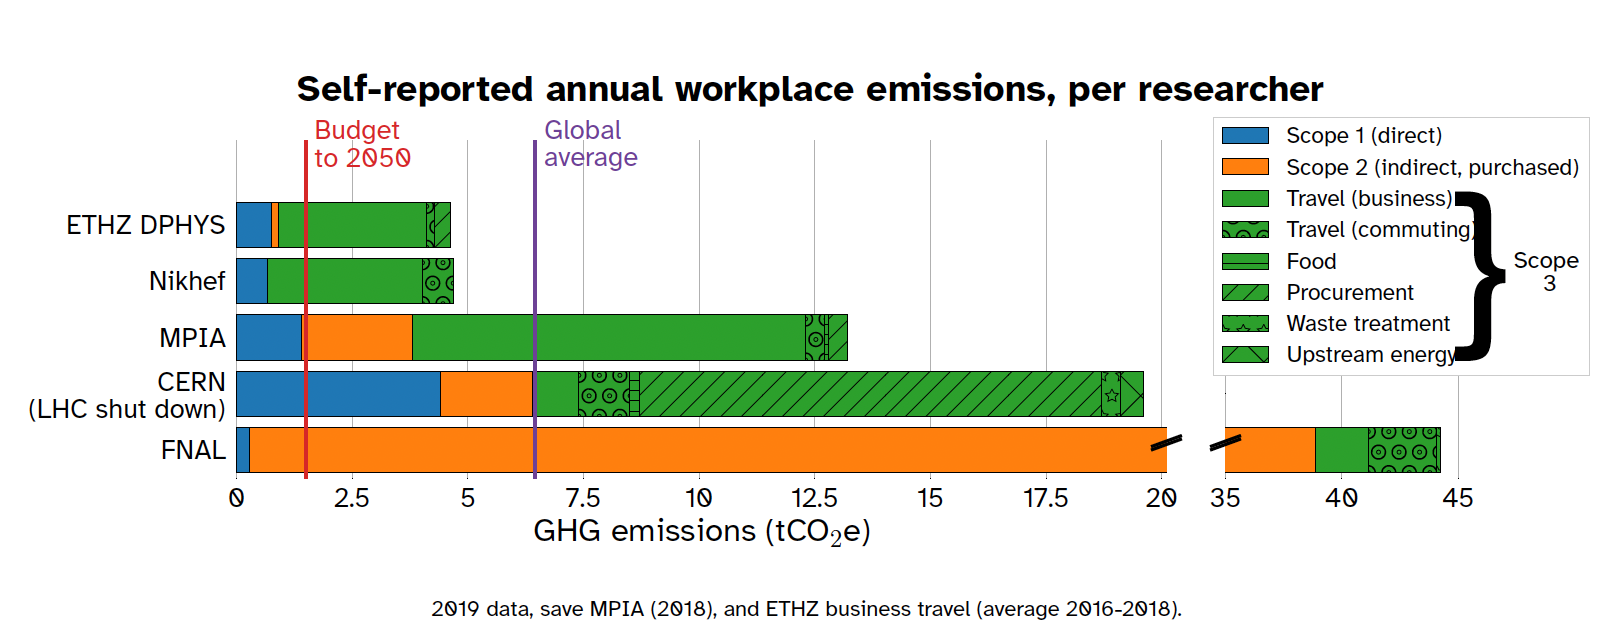 Self-reported annual workplace emissions, per researcher
Budget
to 2050
Global
average
Scope 1 (direct)
Scope 2 (indirect, purchased)
Travel (business)
Travel (commuting)
Food
Procurement
Waste treatment
Upstream energy
}
Scope
3
ETHZ DPHYS
Nikhef
MPIA
CERN
(LHC shut down)
FNAL
0 2.5 5 7.5 10 12.5 15 17.5 20 35 40 45
GHG emissions (tCO₂e)
2019 data, save MPIA (2018), and ETHZ business travel (average 2016-2018).